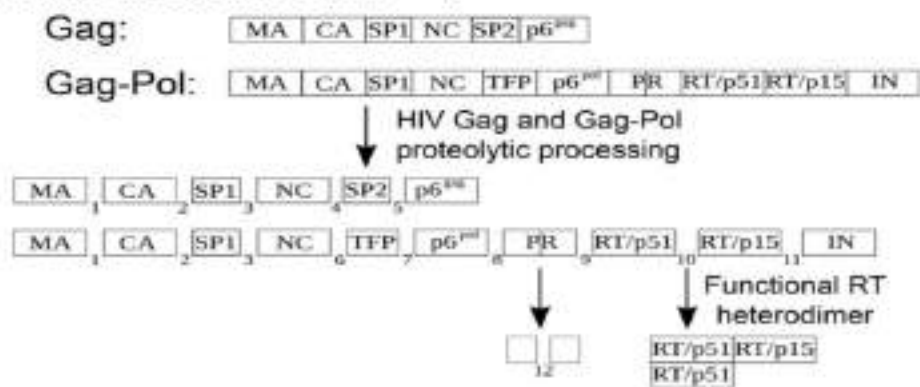 Gag: MA CA SP1 NC SP2 p6gag
Gag-Pol: MA CA SP1 NC TFP p6pol PR RT/p51 RT/p15 IN
HIV Gag and Gag-Pol
proteolytic processing
MA CA SP1 NC SP2 p6gag
1 2 3 4 5
MA CA SP1 NC TFP p6pol PR RT/p51 RT/p15 IN
1 2 3 6 7 8 9 10 11
Functional RT
heterodimer
12
RT/p51 RT/p15
RT/p51